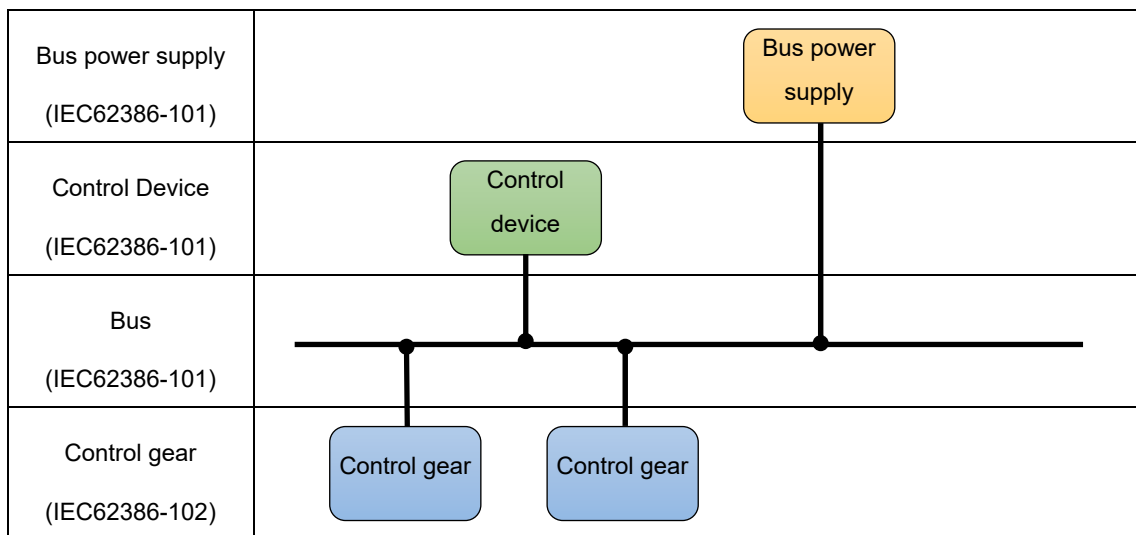 Bus power supply
(IEC62386-101)
Bus power
supply
Control Device
(IEC62386-101)
Control
device
Bus
(IEC62386-101)
Control gear
(IEC62386-102)
Control gear
Control gear